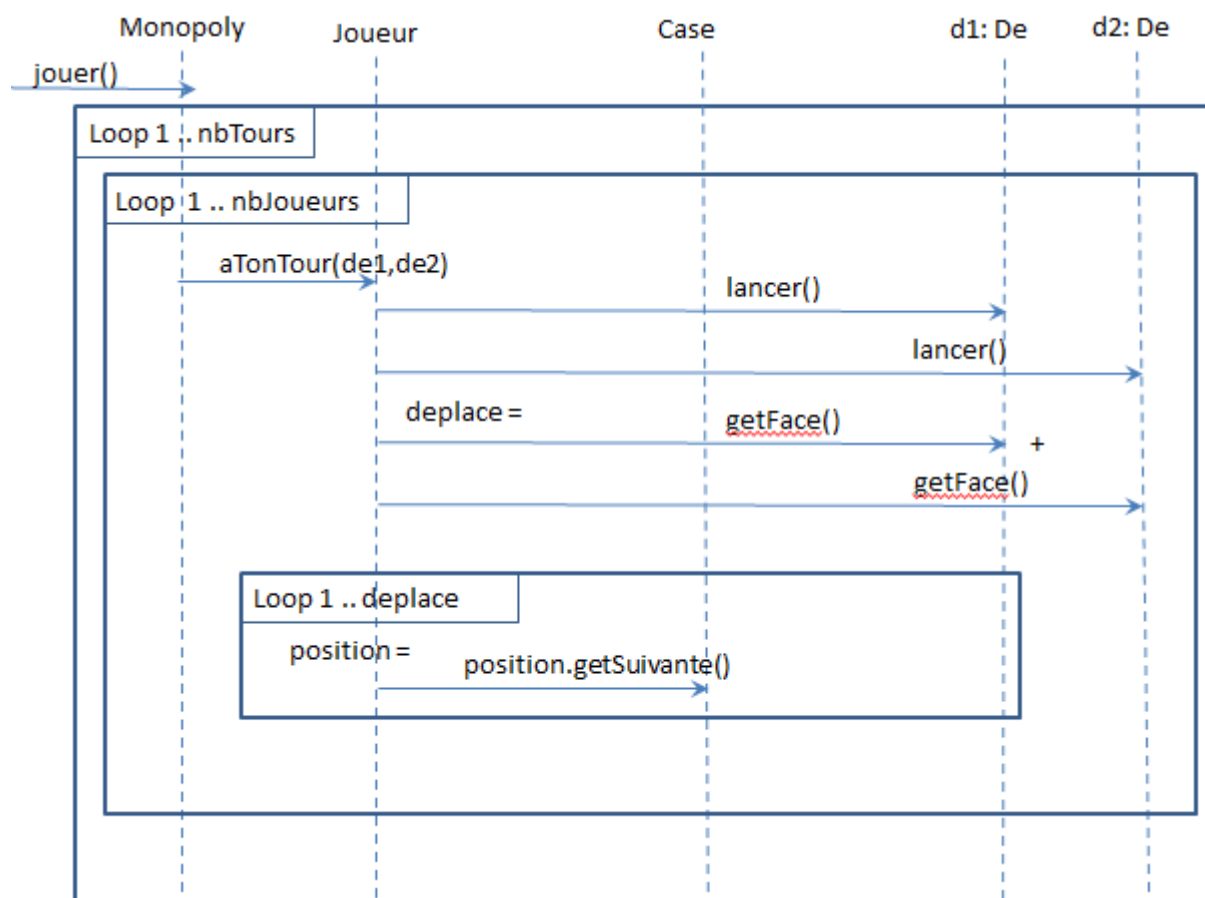 Monopoly Joueur Case d1: De d2: De
jouer()
Loop 1 .. nbTours
Loop 1 .. nbJoueurs
aTonTour(de1,de2)
lancer()
lancer()
deplace = getFace()
+
getFace()
Loop 1 .. deplace
position =
position.getSuivante()